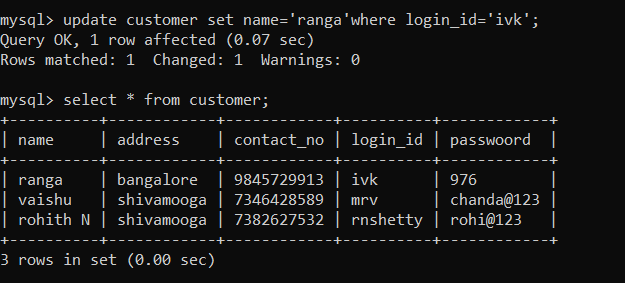 mysql> update customer set name='ranga'where login_id='ivk';
Query OK, 1 row affected (0.07 sec)
Rows matched: 1  Changed: 1  Warnings: 0

mysql> select * from customer;
+----------+------------+------------+----------+------------+
| name     | address    | contact_no | login_id | passwoord  |
+----------+------------+------------+----------+------------+
| ranga    | bangalore  | 9845729913 | ivk      | 976        |
| vaishu   | shivamooga | 7346428589 | mrv      | chanda@123 |
| rohith N | shivamooga | 7382627532 | rnshetty | rohi@123   |
+----------+------------+------------+----------+------------+
3 rows in set (0.00 sec)